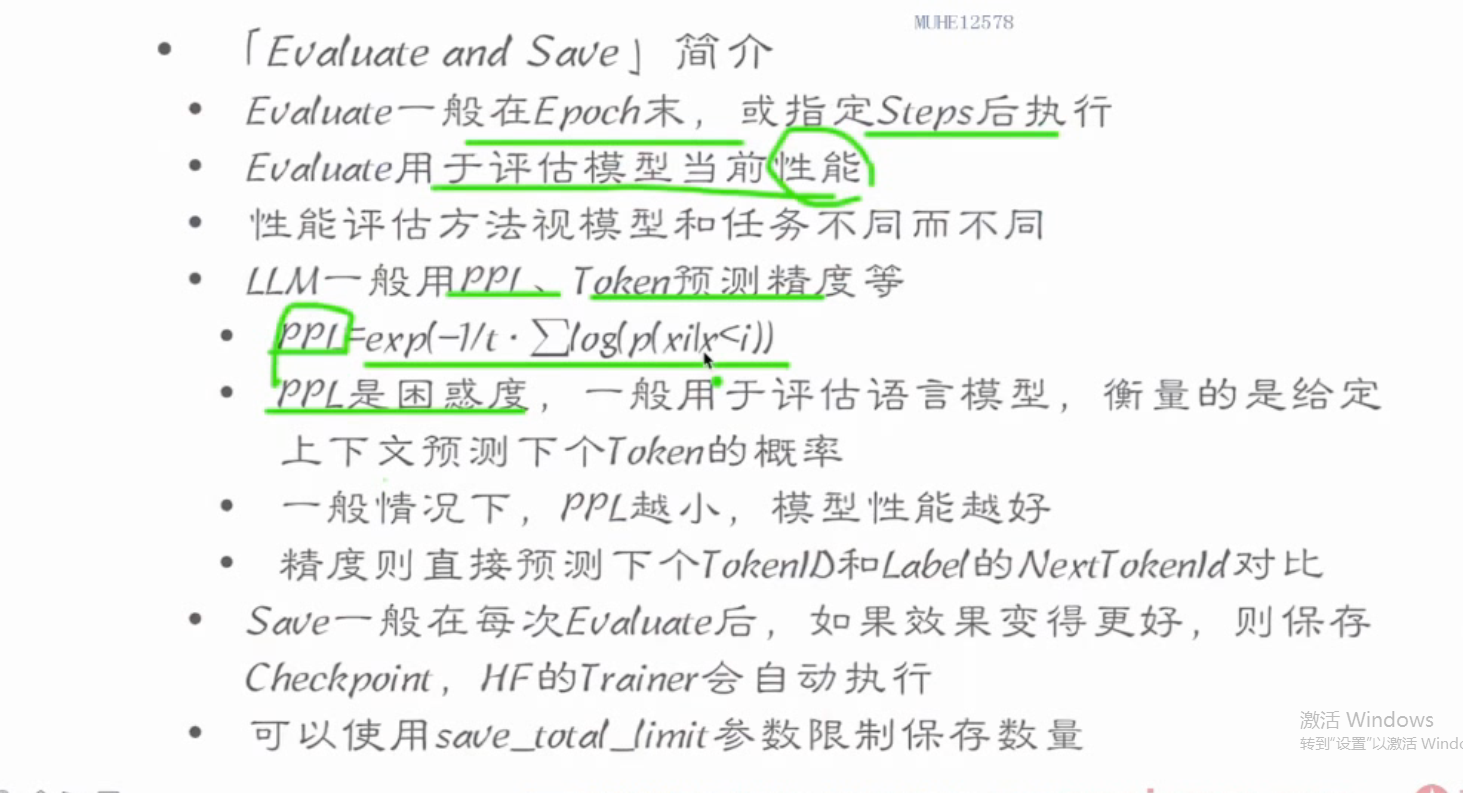 MUHE12578
• 「Evaluate and Save」简介
• Evaluate一般在Epoch末，或指定Steps后执行
• Evaluate用于评估模型当前性能
• 性能评估方法视模型和任务不同而不同
• LLM一般用PPL、Token预测精度等
• PPL=exp(-1/t·∑log(p(xi|x<i))
• PPL是困惑度，一般用于评估语言模型，衡量的是给定
上下文预测下个Token的概率
• 一般情况下，PPL越小，模型性能越好
• 精度则直接预测下个TokenID和Label的NextTokenId对比
• Save一般在每次Evaluate后，如果效果变得更好，则保存
Checkpoint，HF的Trainer会自动执行
• 可以使用save_total_limit参数限制保存数量
激活 Windows
转到"设置"以激活 Wind